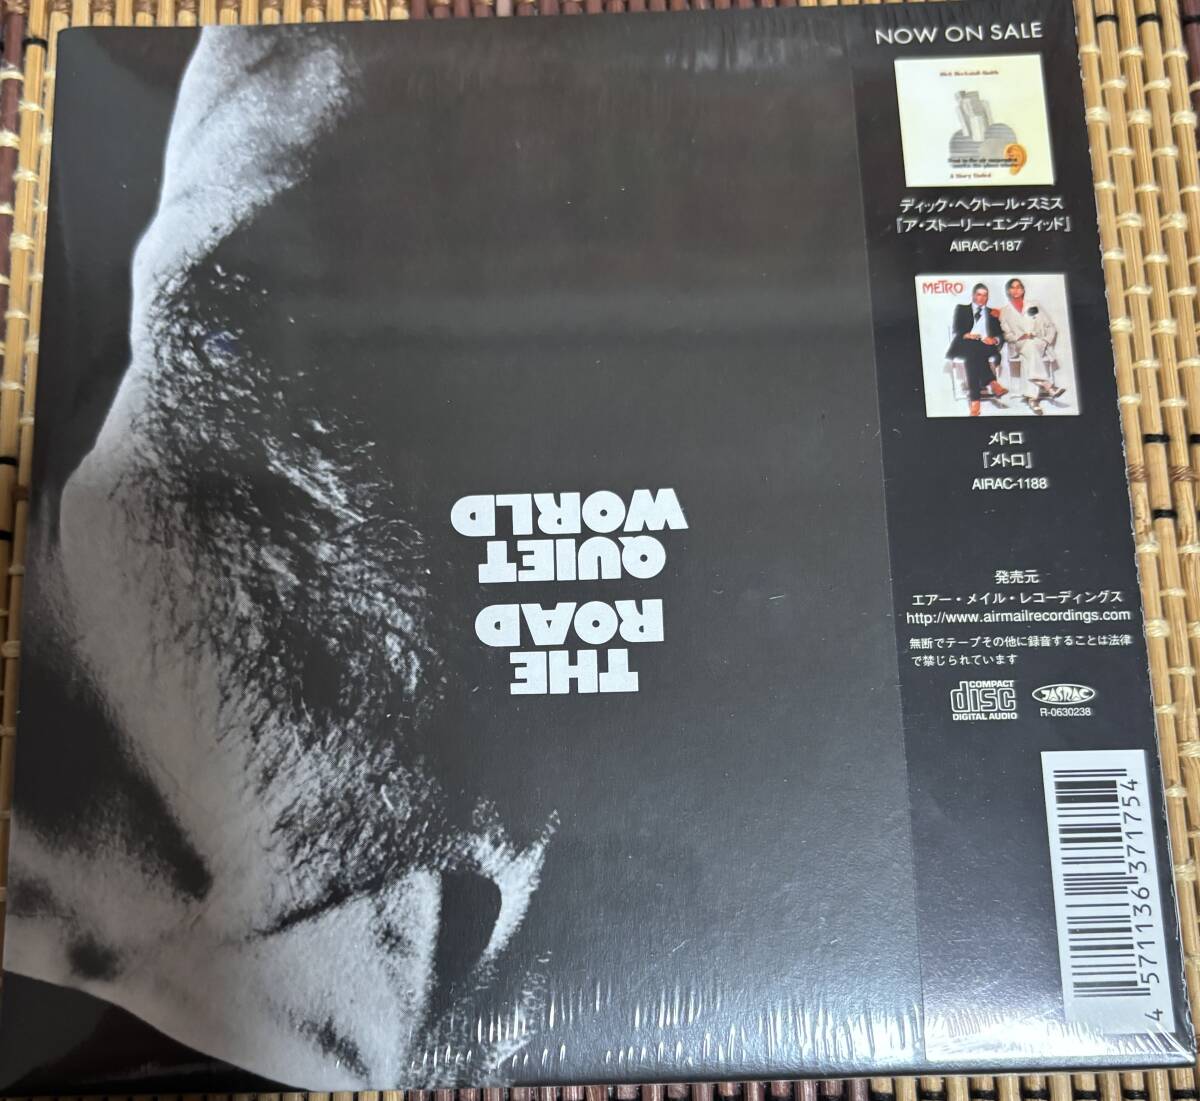 NOW ON SALE
Dick Heckstall-Smith
A Story Ended
ディック・ヘクトール・スミス
『ア・ストーリー・エンディッド』
AIRAC-1187
METRO
メトロ
『メトロ』
AIRAC-1188
THE
ROAD
QUIET
WORLD
発売元
エアー・メイル・レコーディングス
http://www.airmailrecordings.com
無断でテープその他に録音することは法律
で禁じられています
COMPACT
disc
DIGITAL AUDIO
JASRAC
R-0630238
4 571136 371754